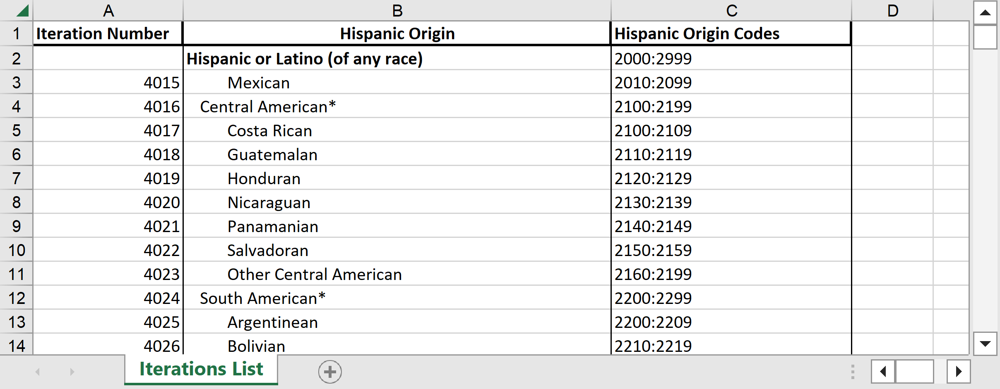 A B C D
1 Iteration Number Hispanic Origin Hispanic Origin Codes
2 Hispanic or Latino (of any race) 2000:2999
3 4015 Mexican 2010:2099
4 4016 Central American* 2100:2199
5 4017 Costa Rican 2100:2109
6 4018 Guatemalan 2110:2119
7 4019 Honduran 2120:2129
8 4020 Nicaraguan 2130:2139
9 4021 Panamanian 2140:2149
10 4022 Salvadoran 2150:2159
11 4023 Other Central American 2160:2199
12 4024 South American* 2200:2299
13 4025 Argentinean 2200:2209
14 4026 Bolivian 2210:2219
Iterations List